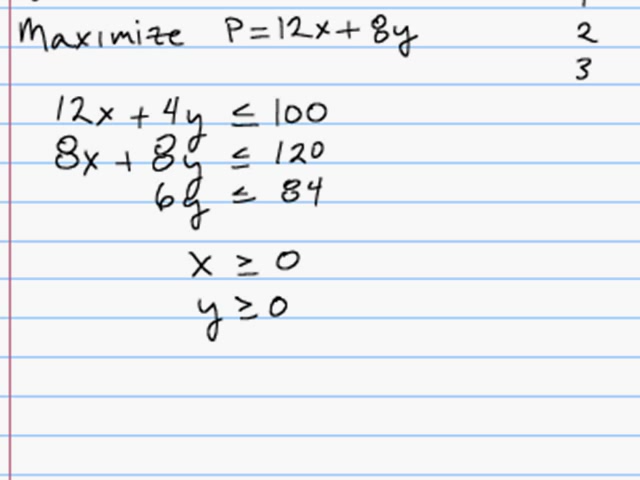 Maximize P=12x+8y
2
3
12x + 4y ≤ 100
8x + 8y ≤ 120
6y ≤ 84
x ≥ 0
y ≥ 0